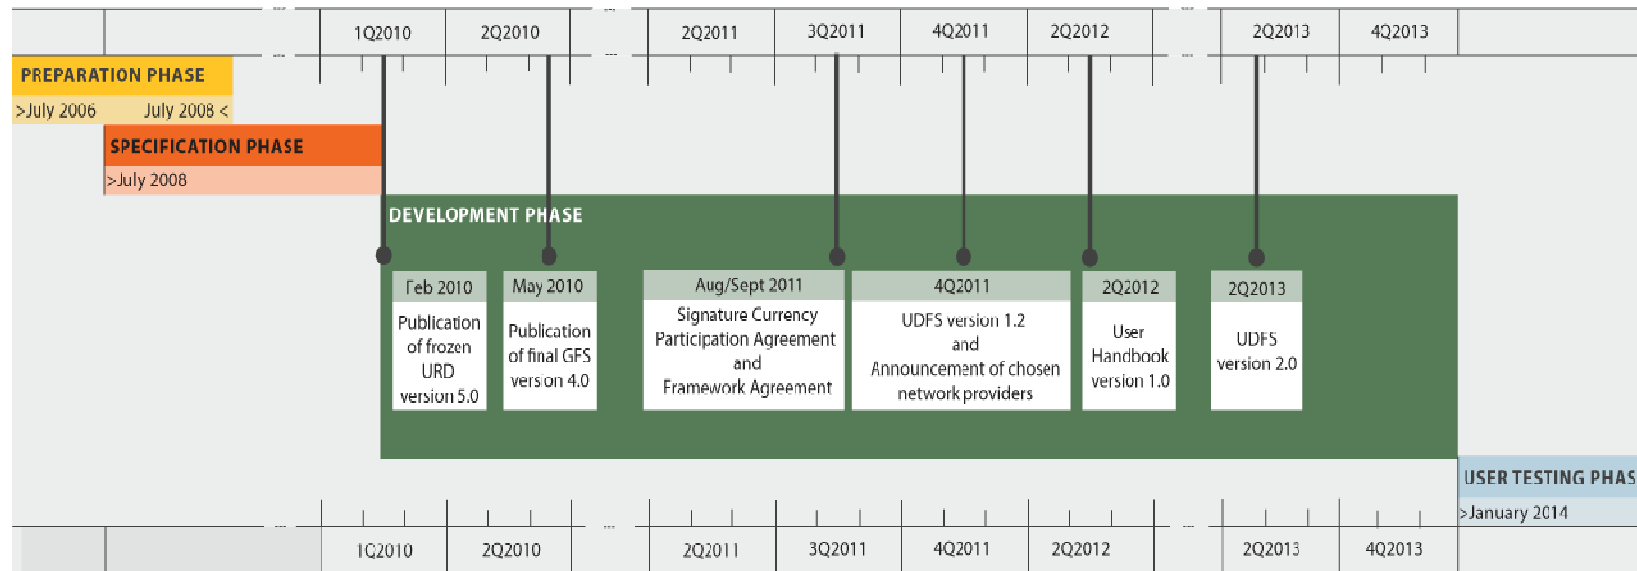 1Q2010 2Q2010 2Q2011 3Q2011 4Q2011 2Q2012 2Q2013 4Q2013
PREPARATION PHASE
>July 2006 July 2008 <
SPECIFICATION PHASE
>July 2008
DEVELOPMENT PHASE
Feb 2010
Publication
of frozen
URD
version 5.0
May 2010
Publication
of final GFS
version 4.0
Aug/Sept 2011
Signature Currency
Participation Agreement
and
Framework Agreement
4Q2011
UDFS version 1.2
and
Announcement of chosen
network providers
2Q2012
User
Handbook
version 1.0
2Q2013
UDFS
version 2.0
USER TESTING PHAS
>January 2014
1Q2010 2Q2010 2Q2011 3Q2011 4Q2011 2Q2012 2Q2013 4Q2013